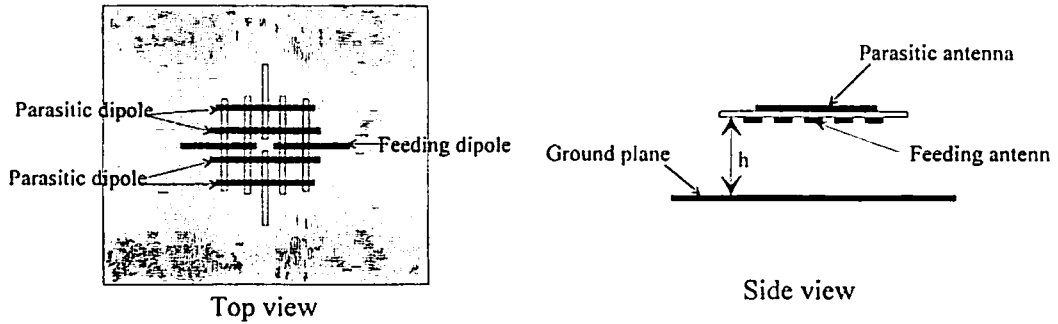 Parasitic dipole
Parasitic dipole
Feeding dipole
Top view
Parasitic antenna
Ground plane
h
Feeding antenn
Side view